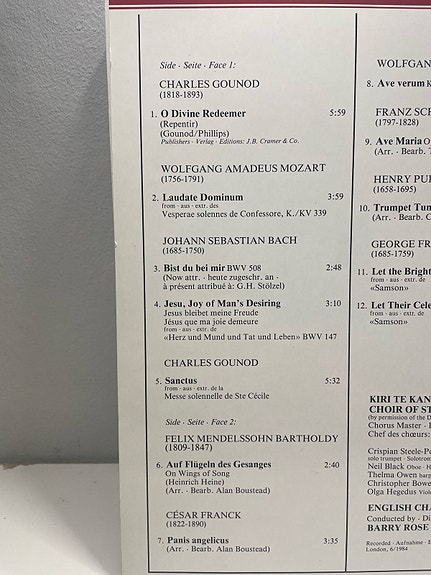 Side · Seite · Face 1:
CHARLES GOUNOD
(1818-1893)
1. O Divine Redeemer 5:59
(Repentir)
(Gounod/Phillips)
Publishers · Verlag · Editions: J.B. Cramer & Co.
WOLFGANG AMADEUS MOZART
(1756-1791)
2. Laudate Dominum 3:59
from · aus · extr. des
Vesperae solennes de Confessore, K./KV 339
JOHANN SEBASTIAN BACH
(1685-1750)
3. Bist du bei mir BWV 508 2:48
(Now attr. · heute zugeschr. an ·
à présent attribué à: G.H. Stölzel)
4. Jesu, Joy of Man's Desiring 3:10
Jesus bleibet meine Freude
Jésus que ma joie demeure
from · aus · extr. de
«Herz und Mund und Tat und Leben» BWV 147
CHARLES GOUNOD
5. Sanctus 5:32
from · aus · extr. de la
Messe solennelle de Ste Cécile
Side · Seite · Face 2:
FELIX MENDELSSOHN BARTHOLDY
(1809-1847)
6. Auf Flügeln des Gesanges 2:40
On Wings of Song
(Heinrich Heine)
(Arr. · Bearb. Alan Boustead)
CÉSAR FRANCK
(1822-1890)
7. Panis angelicus 3:35
(Arr. · Bearb. Alan Boustead)
WOLFGAN
8. Ave verum K
FRANZ SC
(1797-1828)
9. Ave Maria
(Arr. · Bearb. 
HENRY PU
(1658-1695)
10. Trumpet Tun
(Arr. · Bearb.
GEORGE FR
(1685-1759)
11. Let the Bright
from · aus · extr. de
«Samson»
12. Let Their Cele
from · aus · extr. de
«Samson»
KIRI TE KAN
CHOIR OF ST
(by permission of the D
Chorus Master ·
Chef des chœurs:
Crispian Steele-Pe
solo trumpet · Solotrom
Neil Black Oboe · H
Thelma Owen harp
Christopher Bowe
Olga Hegedus Violo
ENGLISH CHA
Conducted by · Di
BARRY ROSE
Recorded · Aufnahme ·
London, 6/1984